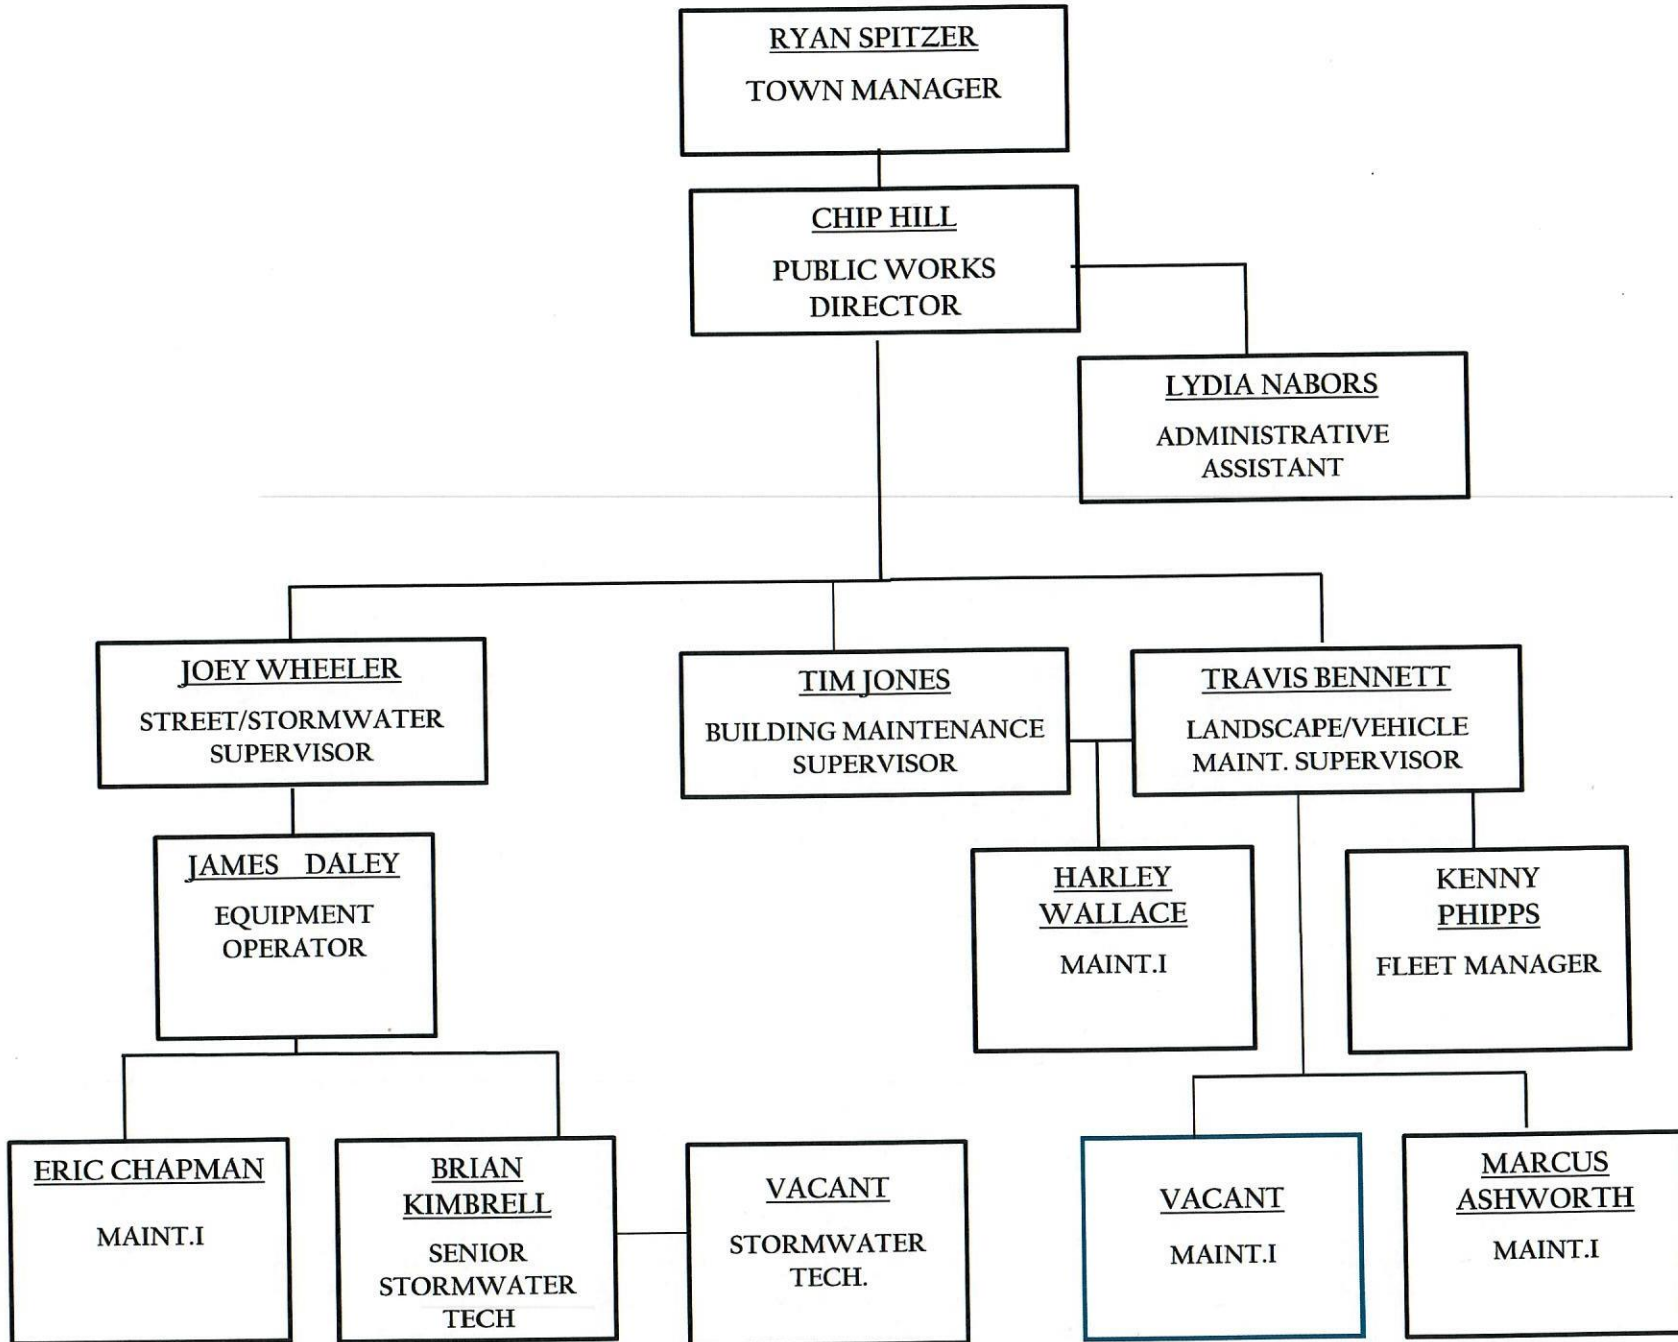 RYAN SPITZER
TOWN MANAGER
CHIP HILL
PUBLIC WORKS
DIRECTOR
LYDIA NABORS
ADMINISTRATIVE
ASSISTANT
JOEY WHEELER
STREET/STORMWATER
SUPERVISOR
TIM JONES
BUILDING MAINTENANCE
SUPERVISOR
TRAVIS BENNETT
LANDSCAPE/VEHICLE
MAINT. SUPERVISOR
JAMES DALEY
EQUIPMENT
OPERATOR
HARLEY
WALLACE
MAINT.I
KENNY
PHIPPS
FLEET MANAGER
ERIC CHAPMAN
MAINT.I
BRIAN
KIMBRELL
SENIOR
STORMWATER
TECH
VACANT
STORMWATER
TECH.
VACANT
MAINT.I
MARCUS
ASHWORTH
MAINT.I